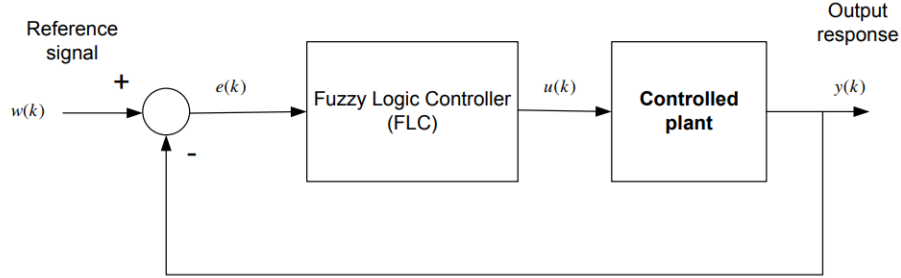 Reference
signal
Output
response
+
w(k)
e(k)
Fuzzy Logic Controller
(FLC)
u(k)
Controlled
plant
y(k)
-